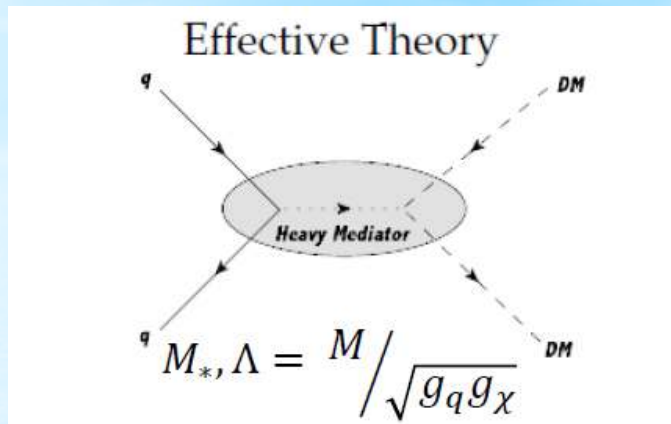 Effective Theory
q
DM
Heavy Mediator
q
DM
M*, Λ = M/√(g_q g_χ)